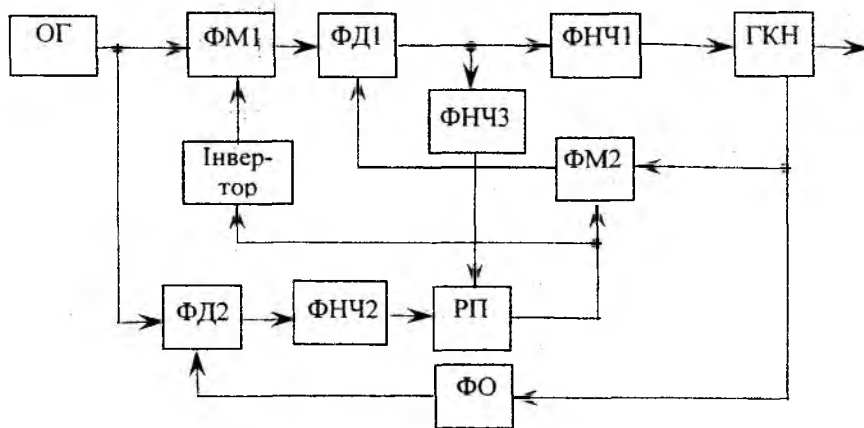 ОГ
ФМ1
ФД1
ФНЧ1
ГКН
ФНЧ3
Інвер-
тор
ФМ2
ФД2
ФНЧ2
РП
ФО